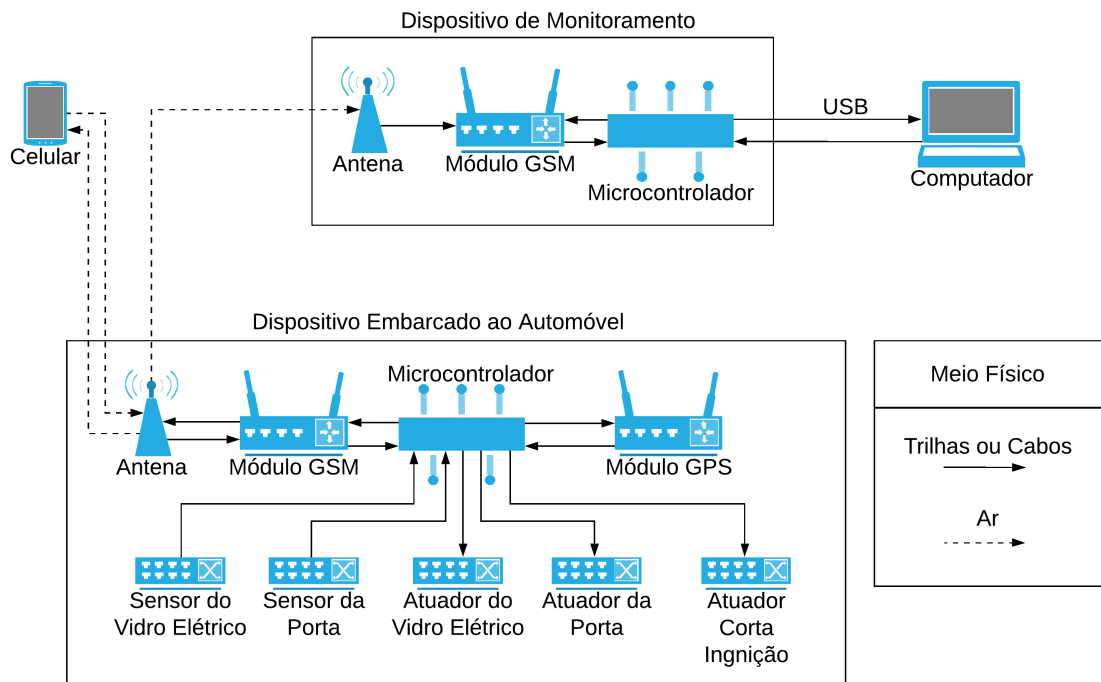 Dispositivo de Monitoramento
Celular
Antena
Módulo GSM
Microcontrolador
USB
Computador
Dispositivo Embarcado ao Automóvel
Microcontrolador
Antena
Módulo GSM
Módulo GPS
Sensor do
Vidro Elétrico
Sensor da
Porta
Atuador do
Vidro Elétrico
Atuador da
Porta
Atuador
Corta
Ingnição
Meio Físico
Trilhas ou Cabos
Ar